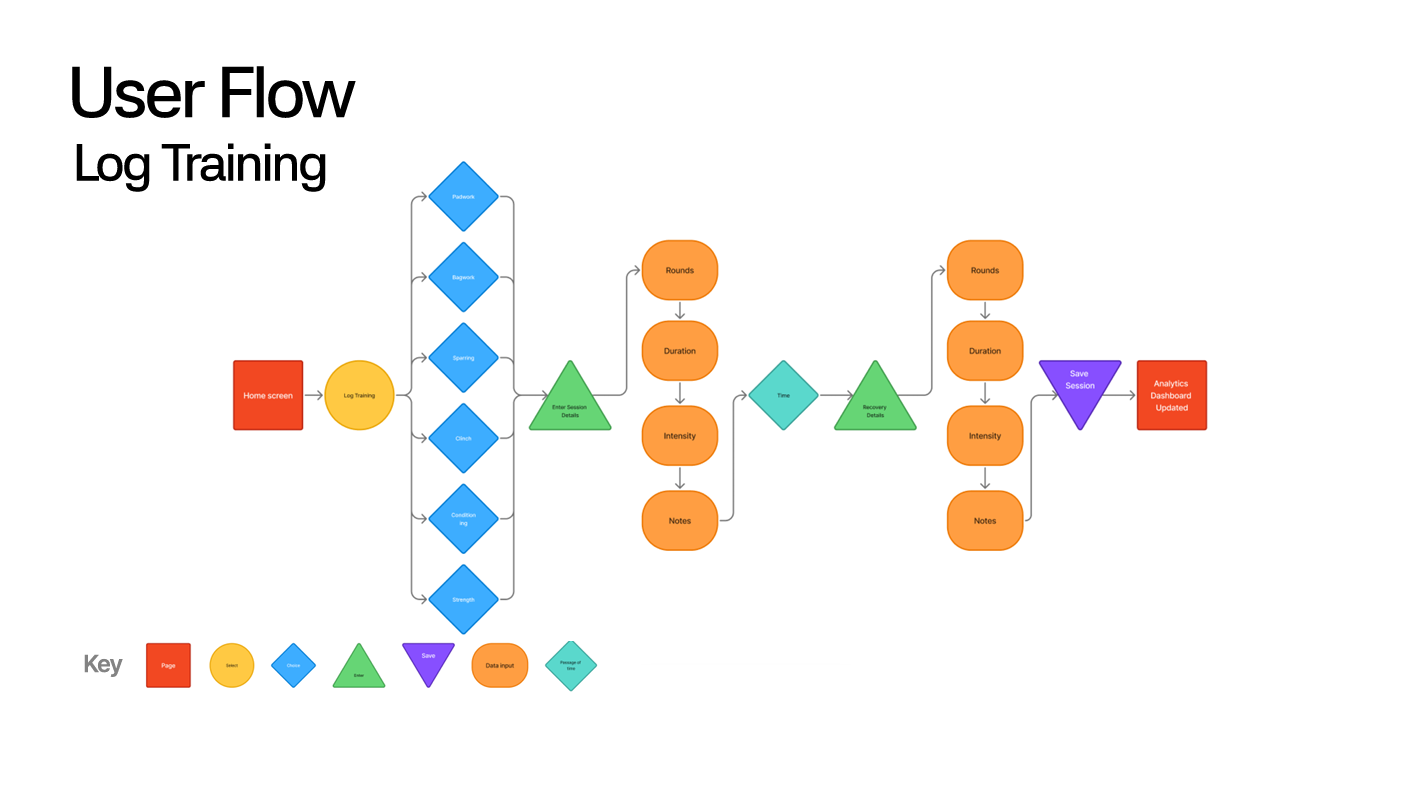 User Flow
Log Training
Padwork
Bagwork
Sparring
Clinch
Condition
ing
Strength
Home screen
Log Training
Enter Session
Details
Rounds
Duration
Intensity
Notes
Time
Recovery
Details
Rounds
Duration
Intensity
Notes
Save
Session
Analytics
Dashboard
Updated
Key
Page
Select
Choice
Enter
Save
Data input
Passage of
time